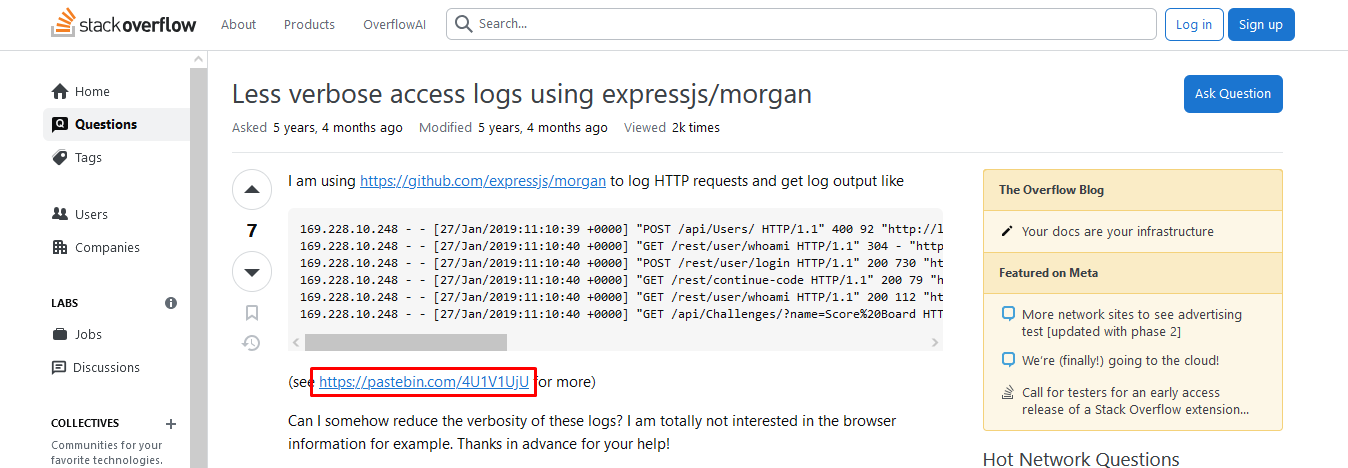 stackoverflow About Products OverflowAI Search... Log in Sign up
Home
Questions
Tags
Users
Companies
LABS
Jobs
Discussions
COLLECTIVES
Communities for your
favorite technologies.
Less verbose access logs using expressjs/morgan
Ask Question
Asked 5 years, 4 months ago Modified 5 years, 4 months ago Viewed 2k times
7
I am using https://github.com/expressjs/morgan to log HTTP requests and get log output like
169.228.10.248 - - [27/Jan/2019:11:10:39 +0000] "POST /api/Users/ HTTP/1.1" 400 92 "http://l
169.228.10.248 - - [27/Jan/2019:11:10:40 +0000] "GET /rest/user/whoami HTTP/1.1" 304 - "http
169.228.10.248 - - [27/Jan/2019:11:10:40 +0000] "POST /rest/user/login HTTP/1.1" 200 730 "ht
169.228.10.248 - - [27/Jan/2019:11:10:40 +0000] "GET /rest/continue-code HTTP/1.1" 200 79 "h
169.228.10.248 - - [27/Jan/2019:11:10:40 +0000] "GET /rest/user/whoami HTTP/1.1" 200 112 "ht
169.228.10.248 - - [27/Jan/2019:11:10:40 +0000] "GET /api/Challenges/?name=Score%20Board HTT
(see https://pastebin.com/4U1V1UjU for more)
Can I somehow reduce the verbosity of these logs? I am totally not interested in the browser
information for example. Thanks in advance for your help!
The Overflow Blog
Your docs are your infrastructure
Featured on Meta
More network sites to see advertising
test [updated with phase 2]
We're (finally!) going to the cloud!
Call for testers for an early access
release of a Stack Overflow extension...
Hot Network Questions